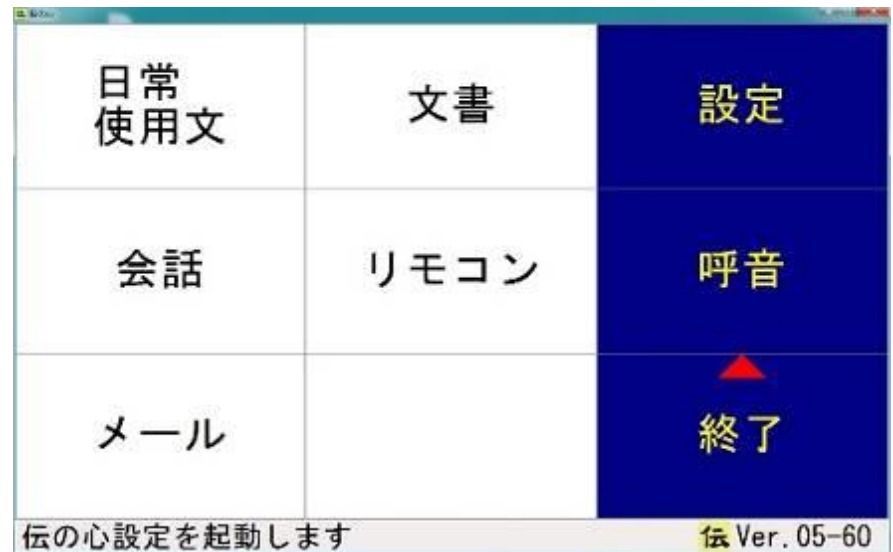 日常
使用文
文書
設定
会話
リモコン
呼音
メール
終了
伝の心設定を起動します
伝 Ver. 05-60